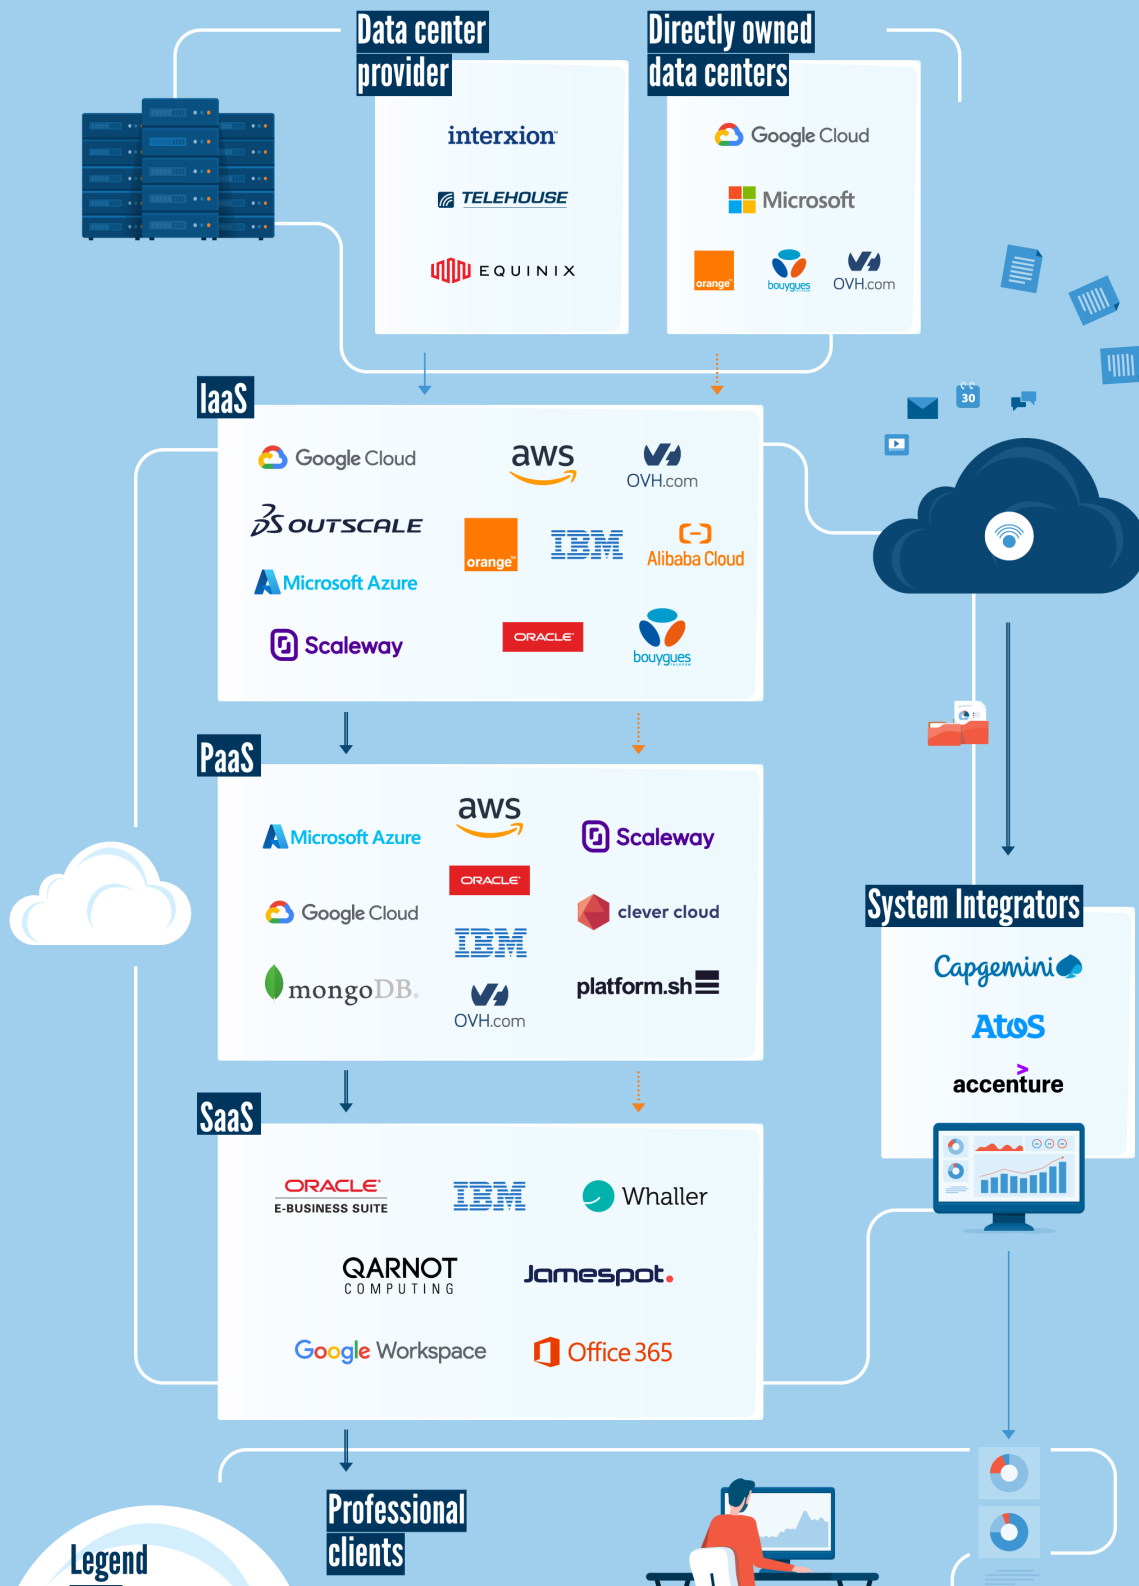 Data center
provider
interxion
TELEHOUSE
EQUINIX
Directly owned
data centers
Google Cloud
Microsoft
orange
bouygues
OVH.com
30
IaaS
Google Cloud
aws
OVH.com
3DS OUTSCALE
orange
IBM
Alibaba Cloud
Microsoft Azure
Scaleway
ORACLE
bouygues
TELECOM
PaaS
Microsoft Azure
aws
Scaleway
ORACLE
Google Cloud
clever cloud
IBM
mongoDB.
platform.sh
OVH.com
System Integrators
Capgemini
Atos
accenture
SaaS
ORACLE
E-BUSINESS SUITE
IBM
Whaller
QARNOT
COMPUTING
Jamespot.
Google Workspace
Office 365
Professional
clients
Legend